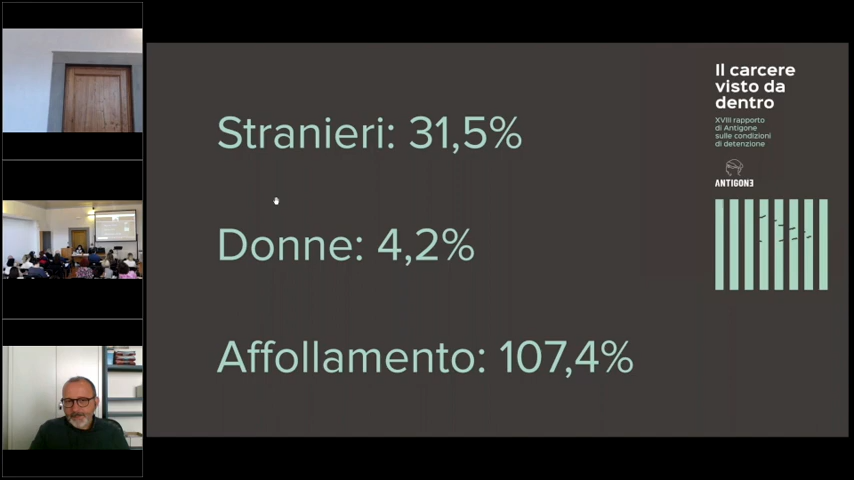 Stranieri: 31,5%
Donne: 4,2%
Affollamento: 107,4%
Il carcere
visto da
dentro
XVIII rapporto
di Antigone
sulle condizioni
di detenzione
ANTIGONE